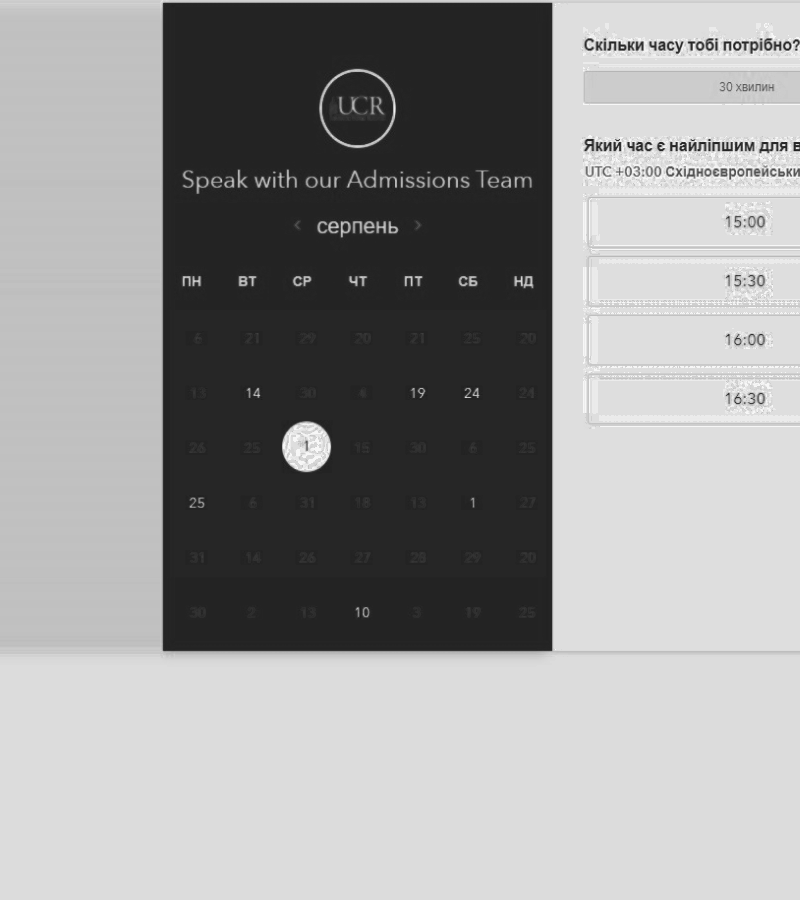 Скільки часу тобі потрібно?
30 хвилин
UCR
Speak with our Admissions Team
‹ серпень ›
ПН ВТ СР ЧТ ПТ СБ НД
6 21 29 20 21 25 20
13 14 30 4 19 24 24
26 25 1 15 30 6 25
25 6 31 18 13 1 27
31 14 26 27 28 29 20
30 2 13 10 3 19 25
Який час є найліпшим для в
UTC +03:00 Східноєвропейськи
15:00
15:30
16:00
16:30